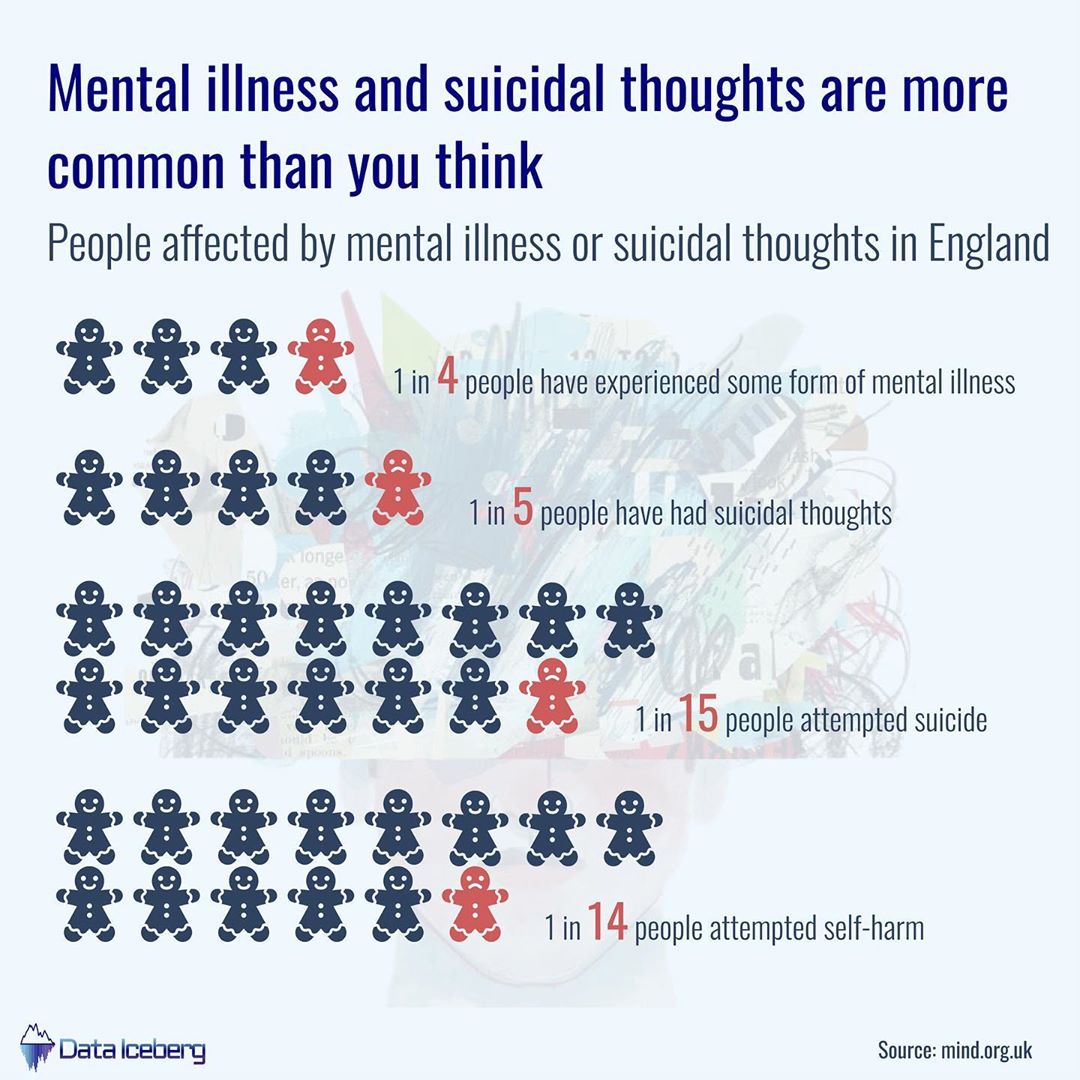 Mental illness and suicidal thoughts are more
common than you think
People affected by mental illness or suicidal thoughts in England
1 in 4 people have experienced some form of mental illness
1 in 5 people have had suicidal thoughts
1 in 15 people attempted suicide
1 in 14 people attempted self-harm
Data Iceberg
Source: mind.org.uk